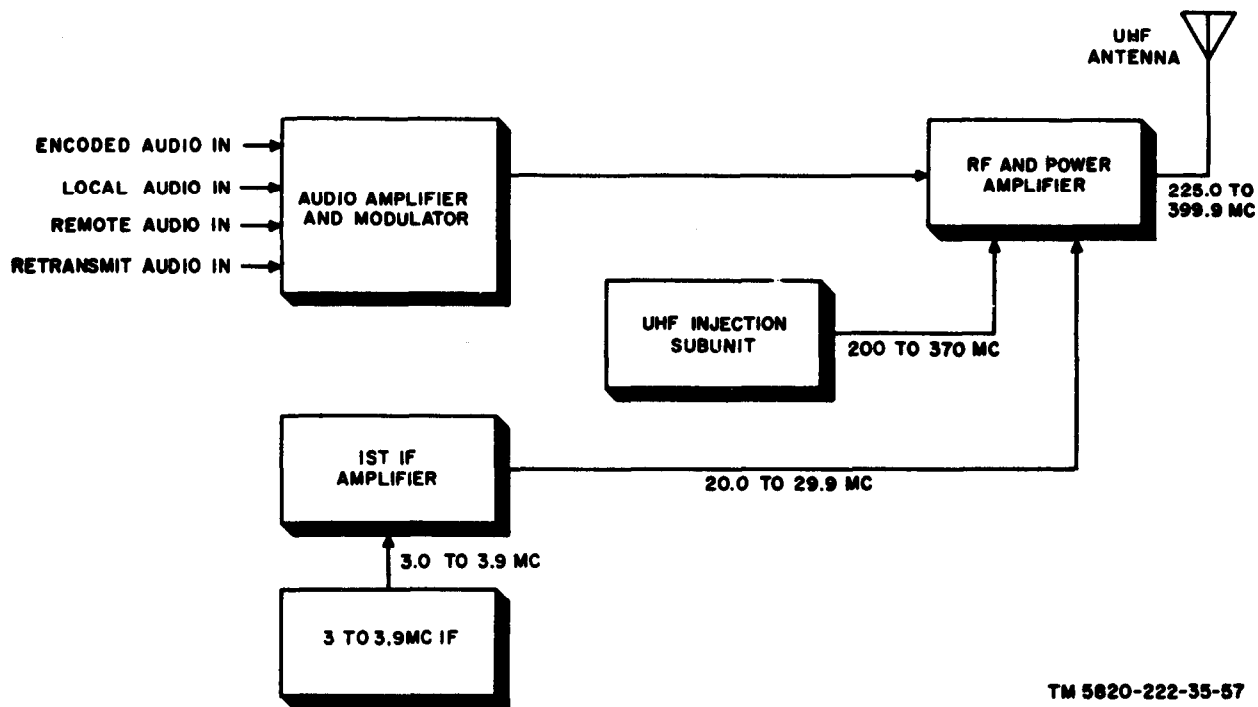 UHF
ANTENNA
ENCODED AUDIO IN
LOCAL AUDIO IN
REMOTE AUDIO IN
RETRANSMIT AUDIO IN
AUDIO AMPLIFIER
AND MODULATOR
RF AND POWER
AMPLIFIER
225.0 TO
399.9 MC
UHF INJECTION
SUBUNIT
200 TO 370 MC
1ST IF
AMPLIFIER
20.0 TO 29.9 MC
3.0 TO 3.9 MC
3 TO 3.9MC IF
TM 5820-222-35-57